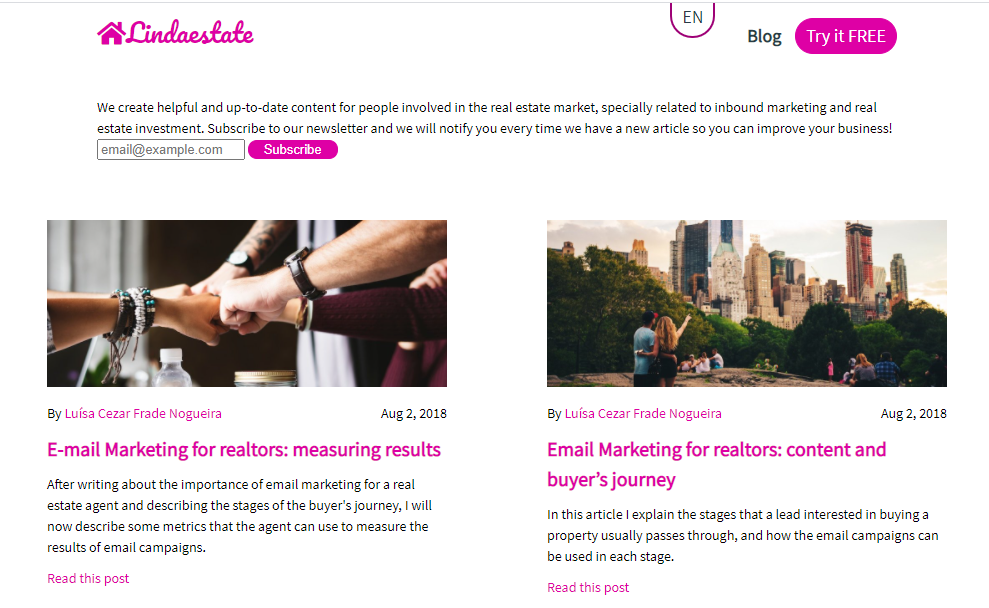 Lindaestate
EN
Blog
Try it FREE
We create helpful and up-to-date content for people involved in the real estate market, specially related to inbound marketing and real
estate investment. Subscribe to our newsletter and we will notify you every time we have a new article so you can improve your business!
email@example.com Subscribe
By Luísa Cezar Frade Nogueira Aug 2, 2018
E-mail Marketing for realtors: measuring results
After writing about the importance of email marketing for a real
estate agent and describing the stages of the buyer's journey, I will
now describe some metrics that the agent can use to measure the
results of email campaigns.
Read this post
By Luísa Cezar Frade Nogueira Aug 2, 2018
Email Marketing for realtors: content and
buyer’s journey
In this article I explain the stages that a lead interested in buying a
property usually passes through, and how the email campaigns can
be used in each stage.
Read this post